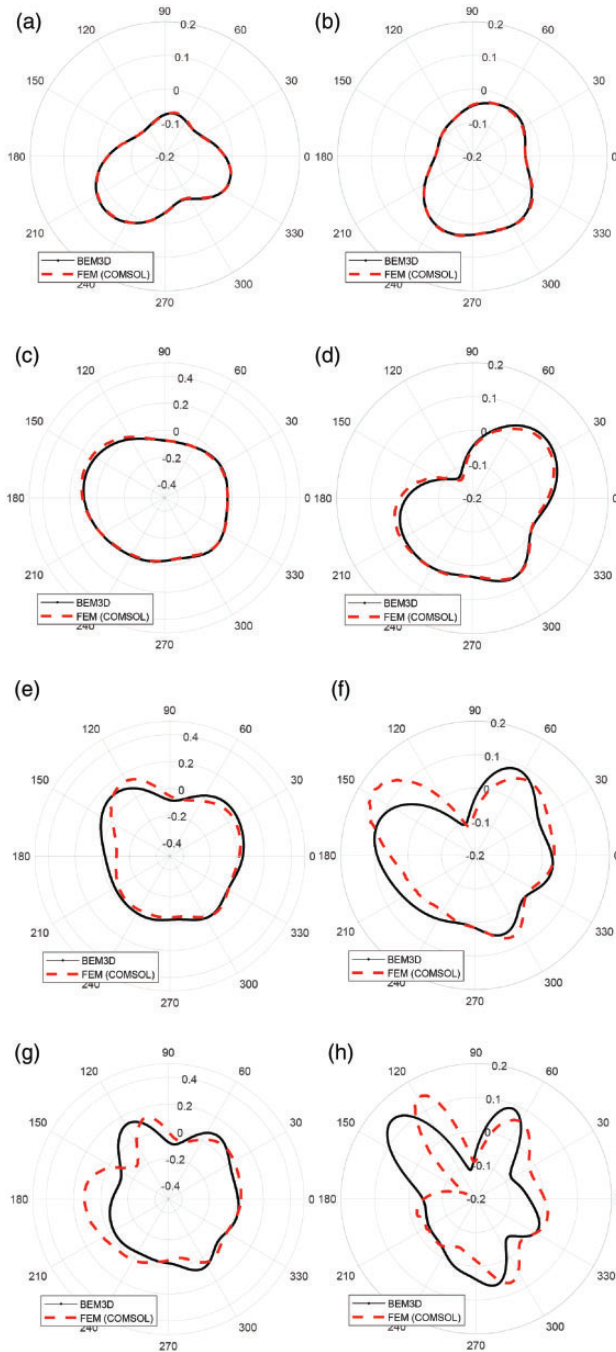 (a) 90 0.2 (b) 90 0.2
120 60 120 60
0.1 0.1
150 0 30 150 0 30
-0.1 -0.1
180 -0.2 0 180 -0.2 0
210 330 210 330
BEM3D BEM3D
FEM (COMSOL) FEM (COMSOL)
240 300 240 300
270 270
(c) 90 (d) 90 0.2
120 0.4 60 120 60
0.2 0.1
150 0 30 150 0 30
-0.2 -0.1
180 -0.4 0 180 -0.2 0
210 330 210 330
BEM3D BEM3D
FEM (COMSOL) FEM (COMSOL)
240 300 240 300
270 270
(e) 90 (f) 90 0.2
120 0.4 60 120 60
0.2 0.1
150 0 30 150 0 30
-0.2 -0.1
180 -0.4 0 180 -0.2 0
210 330 210 330
BEM3D BEM3D
FEM (COMSOL) FEM (COMSOL)
240 300 240 300
270 270
(g) 90 (h) 90 0.2
120 0.4 60 120 60
0.2 0.1
150 0 30 150 0 30
-0.2 -0.1
180 -0.4 0 180 -0.2 0
210 330 210 330
BEM3D BEM3D
FEM (COMSOL) FEM (COMSOL)
240 300 240 300
270 270